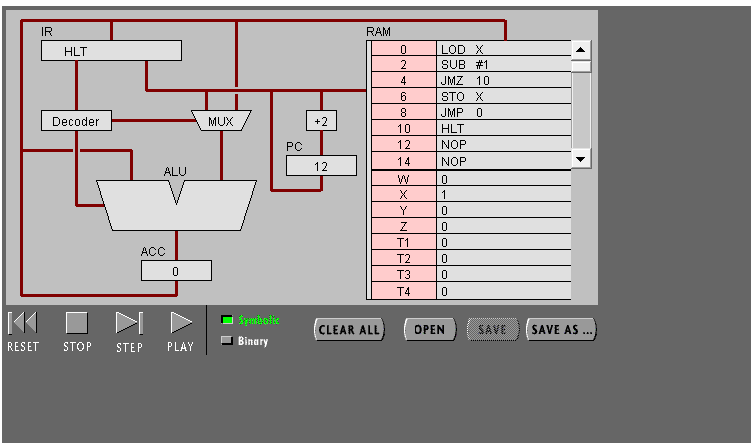 IR
HLT
Decoder
MUX
+2
PC
12
ALU
ACC
0
RAM
0 LOD X
2 SUB #1
4 JMZ 10
6 STO X
8 JMP 0
10 HLT
12 NOP
14 NOP
W 0
X 1
Y 0
Z 0
T1 0
T2 0
T3 0
T4 0
RESET STOP STEP PLAY
Symbolic
Binary
CLEAR ALL OPEN SAVE SAVE AS ...